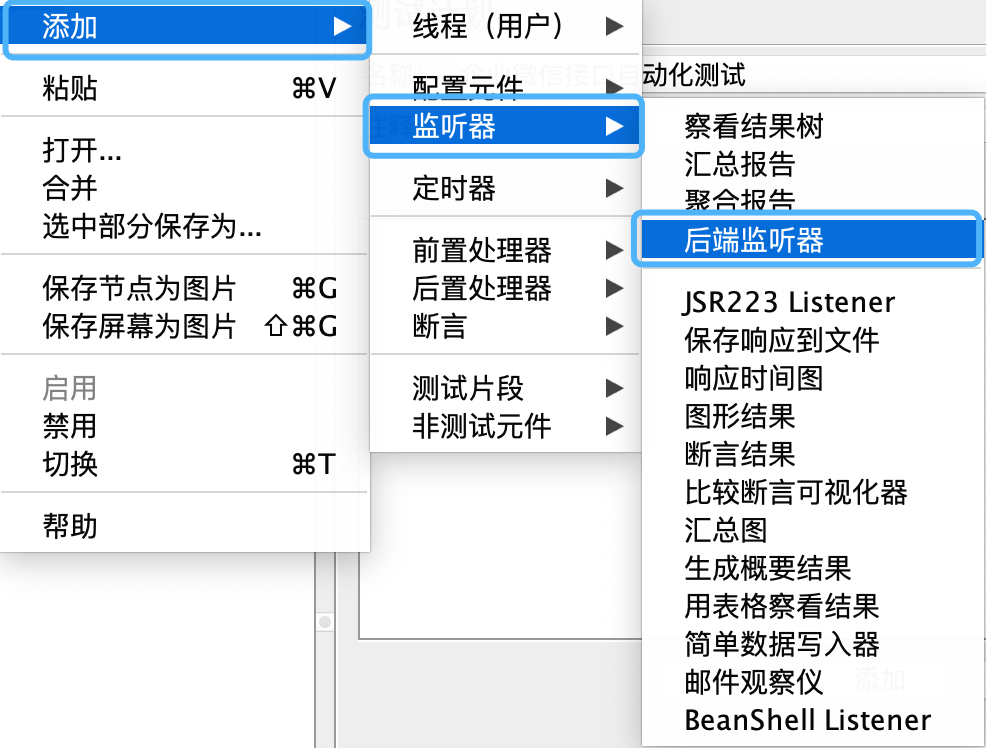 添加
粘贴 ⌘V
打开...
合并
选中部分保存为...
保存节点为图片 ⌘G
保存屏幕为图片 ⇧⌘G
启用
禁用
切换 ⌘T
帮助
线程（用户）
配置元件
监听器
定时器
前置处理器
后置处理器
断言
测试片段
非测试元件
名称： 企业微信接口自动化测试
察看结果树
汇总报告
聚合报告
后端监听器
JSR223 Listener
保存响应到文件
响应时间图
图形结果
断言结果
比较断言可视化器
汇总图
生成概要结果
用表格察看结果
简单数据写入器
邮件观察仪
添加
BeanShell Listener